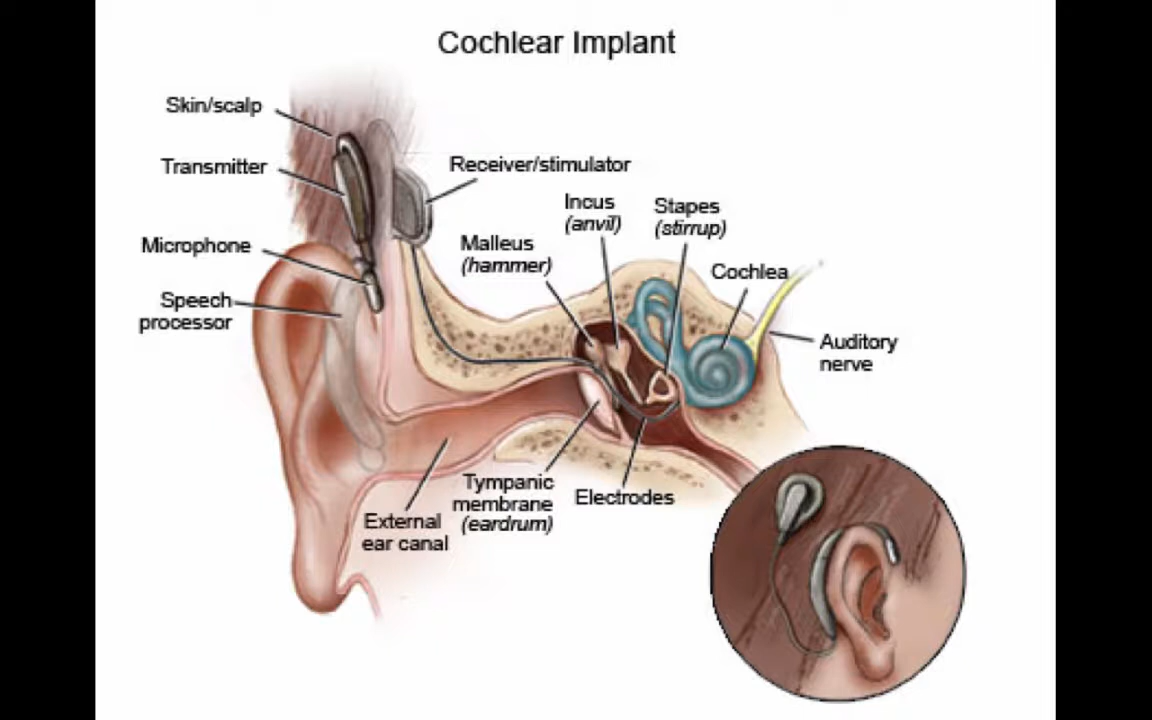 Cochlear Implant
Skin/scalp
Transmitter
Receiver/stimulator
Incus
(anvil)
Stapes
(stirrup)
Microphone
Malleus
(hammer)
Cochlea
Speech
processor
Auditory
nerve
Tympanic
membrane
(eardrum)
Electrodes
External
ear canal